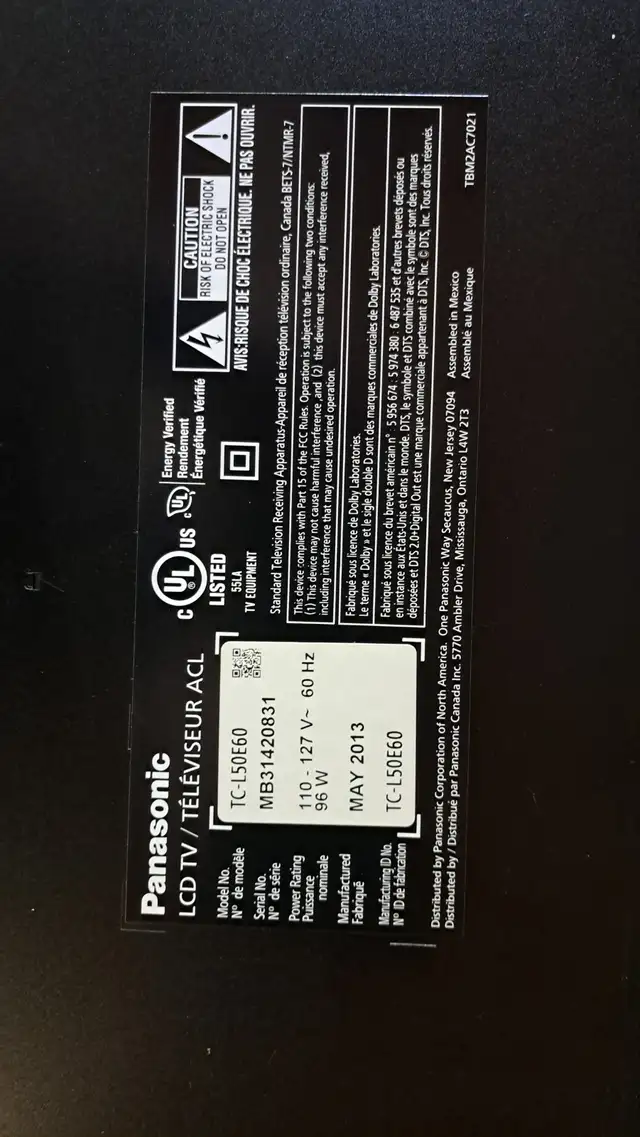 Panasonic
LCD TV / TÉLÉVISEUR ACL
Model No.
Nº de modèle
TC-L50E60
Serial No.
Nº de série
MB31420831
Power Rating
Puissance
nominale
110 - 127 V~ 60 Hz
96 W
Manufactured
Fabriqué
MAY 2013
Manufacturing ID No.
Nº ID de fabrication
TC-L50E60
C UL US
®
LISTED
55LA
TV EQUIPMENT
c UL
Energy Verified
Rendement
Énergétique Vérifié
CAUTION
RISK OF ELECTRIC SHOCK
DO NOT OPEN
AVIS:RISQUE DE CHOC ÉLECTRIQUE. NE PAS OUVRIR.
Standard Television Receiving Apparatus-Appareil de réception télévision ordinaire, Canada BETS-7/NTMR-7
This device complies with Part 15 of the FCC Rules. Operation is subject to the following two conditions:
(1) This device may not cause harmful interference ,and (2) this device must accept any interference received,
including interference that may cause undesired operation.
Fabriqué sous licence de Dolby Laboratories.
Le terme « Dolby » et le sigle double D sont des marques commerciales de Dolby Laboratories.
Fabriqué sous licence du brevet américain n° : 5 956 674 ; 5 974 380 ; 6 487 535 et d'autres brevets déposés ou
en instance aux États-Unis et dans le monde. DTS, le symbole et DTS combiné avec le symbole sont des marques
déposées et DTS 2.0+Digital Out est une marque commerciale appartenant à DTS, Inc. © DTS, Inc. Tous droits réservés.
Distributed by Panasonic Corporation of North America. One Panasonic Way Secaucus, New Jersey 07094
Distributed by / Distribué par Panasonic Canada Inc. 5770 Ambler Drive, Mississauga, Ontario L4W 2T3
Assembled in Mexico
Assemblé au Mexique
TBM2AC7021